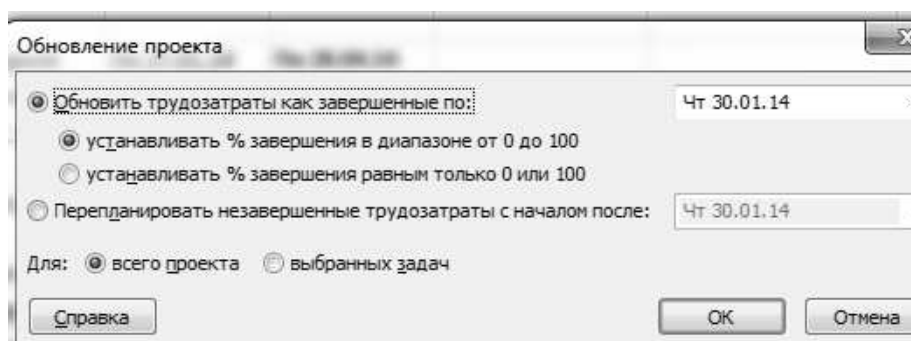 Обновление проекта
Обновить трудозатраты как завершенные по: Чт 30.01.14
устанавливать % завершения в диапазоне от 0 до 100
устанавливать % завершения равным только 0 или 100
Перепланировать незавершенные трудозатраты с началом после: Чт 30.01.14
Для: всего проекта выбранных задач
Справка ОК Отмена